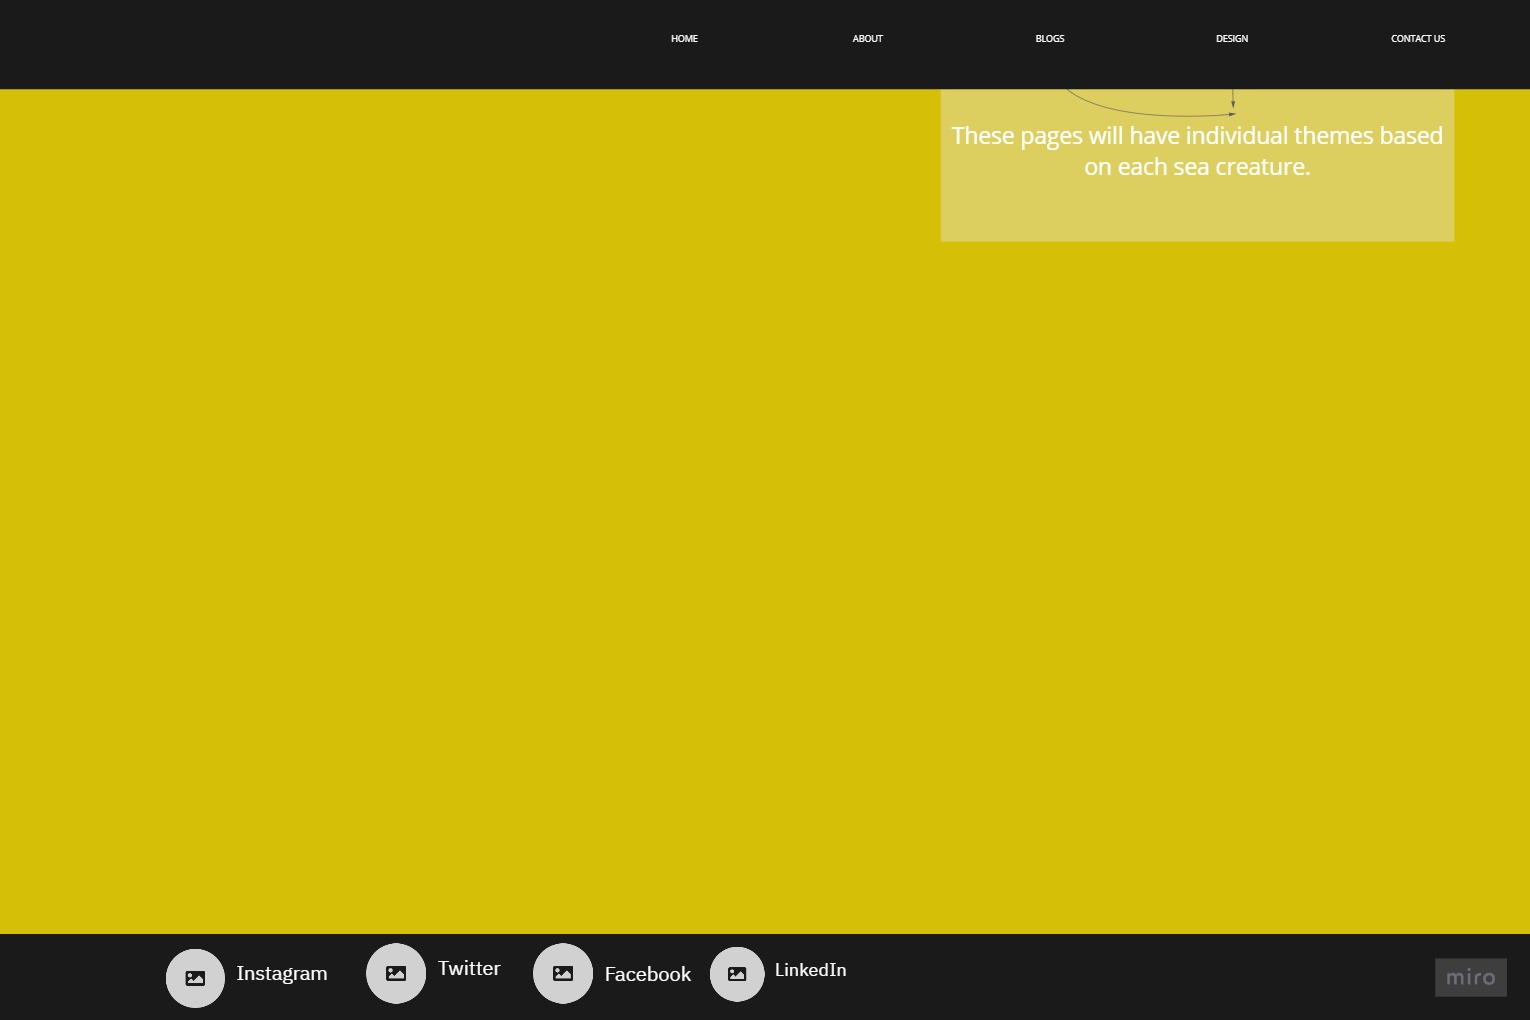 HOME ABOUT BLOGS DESIGN CONTACT US
These pages will have individual themes based
on each sea creature.
Instagram Twitter Facebook LinkedIn
miro